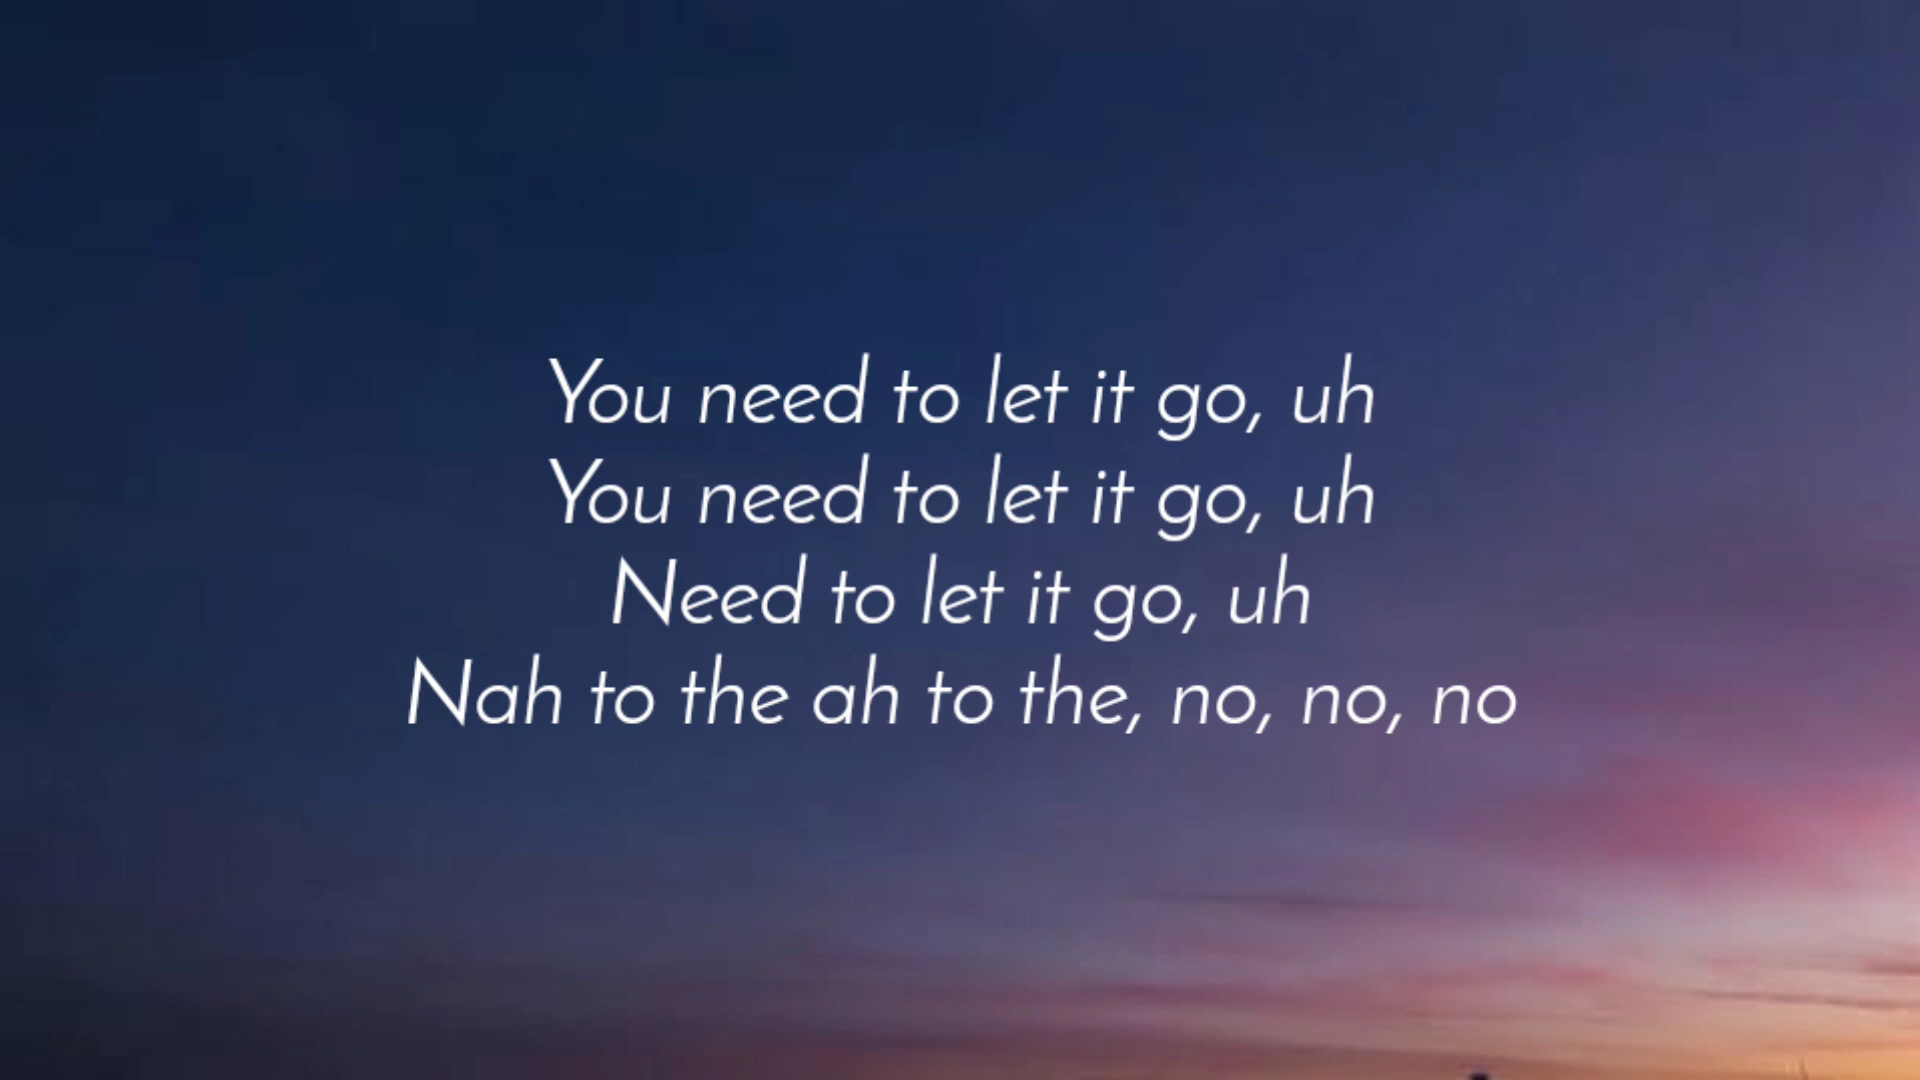 You need to let it go, uh
You need to let it go, uh
Need to let it go, uh
Nah to the ah to the, no, no, no